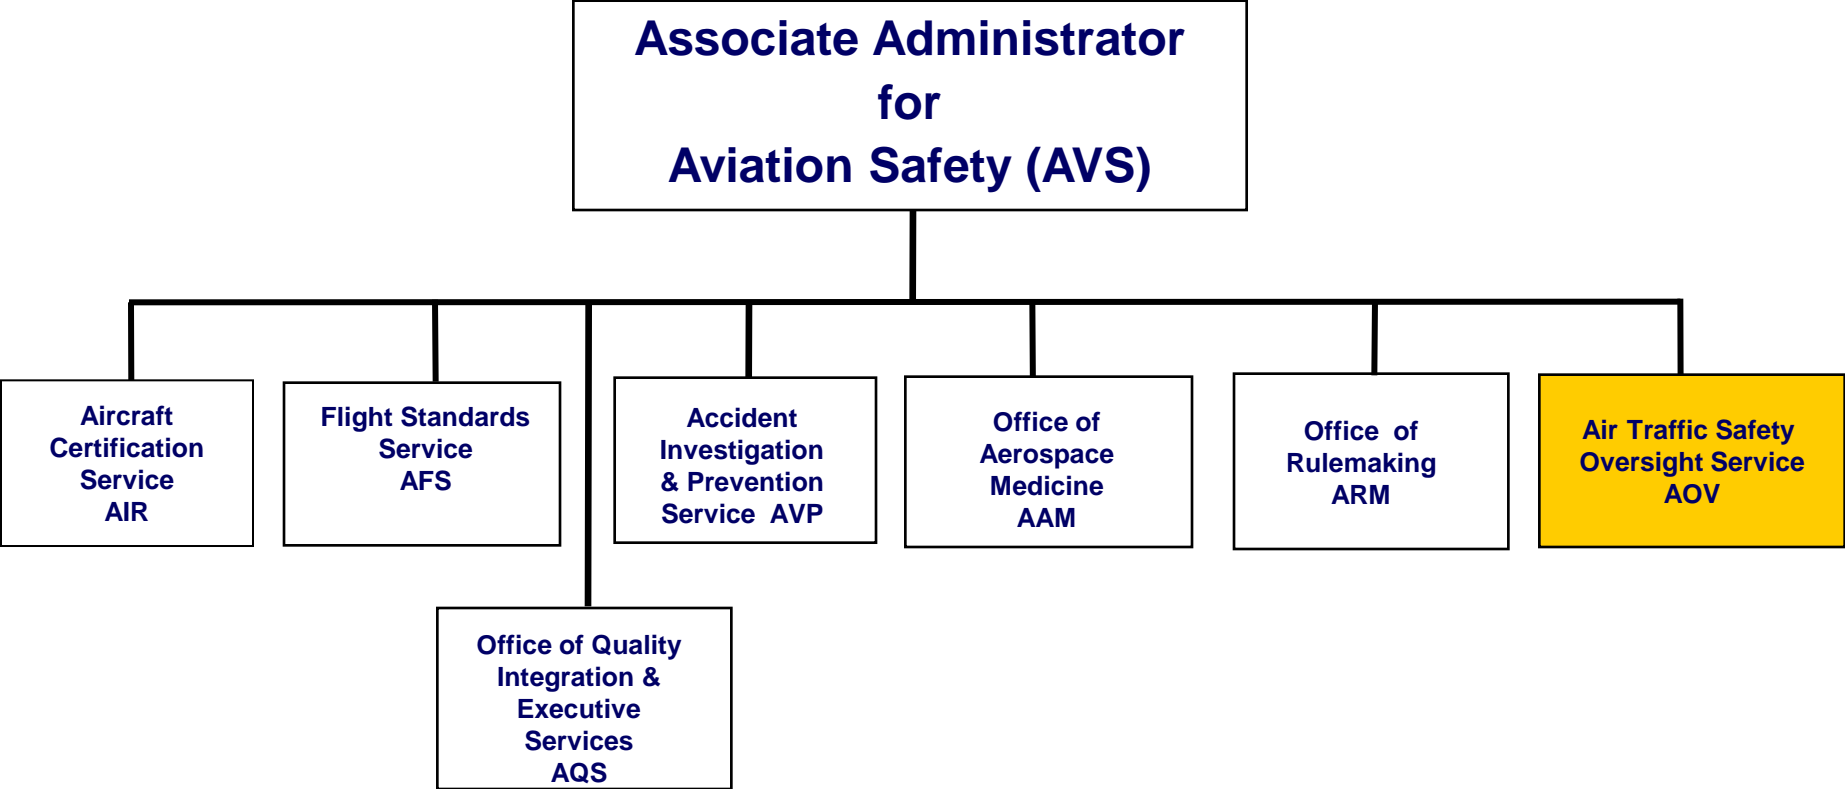 Associate Administrator
for
Aviation Safety (AVS)
Aircraft
Certification
Service
AIR
Flight Standards
Service
AFS
Accident
Investigation
& Prevention
Service AVP
Office of
Aerospace
Medicine
AAM
Office of
Rulemaking
ARM
Air Traffic Safety
Oversight Service
AOV
Office of Quality
Integration &
Executive
Services
AQS